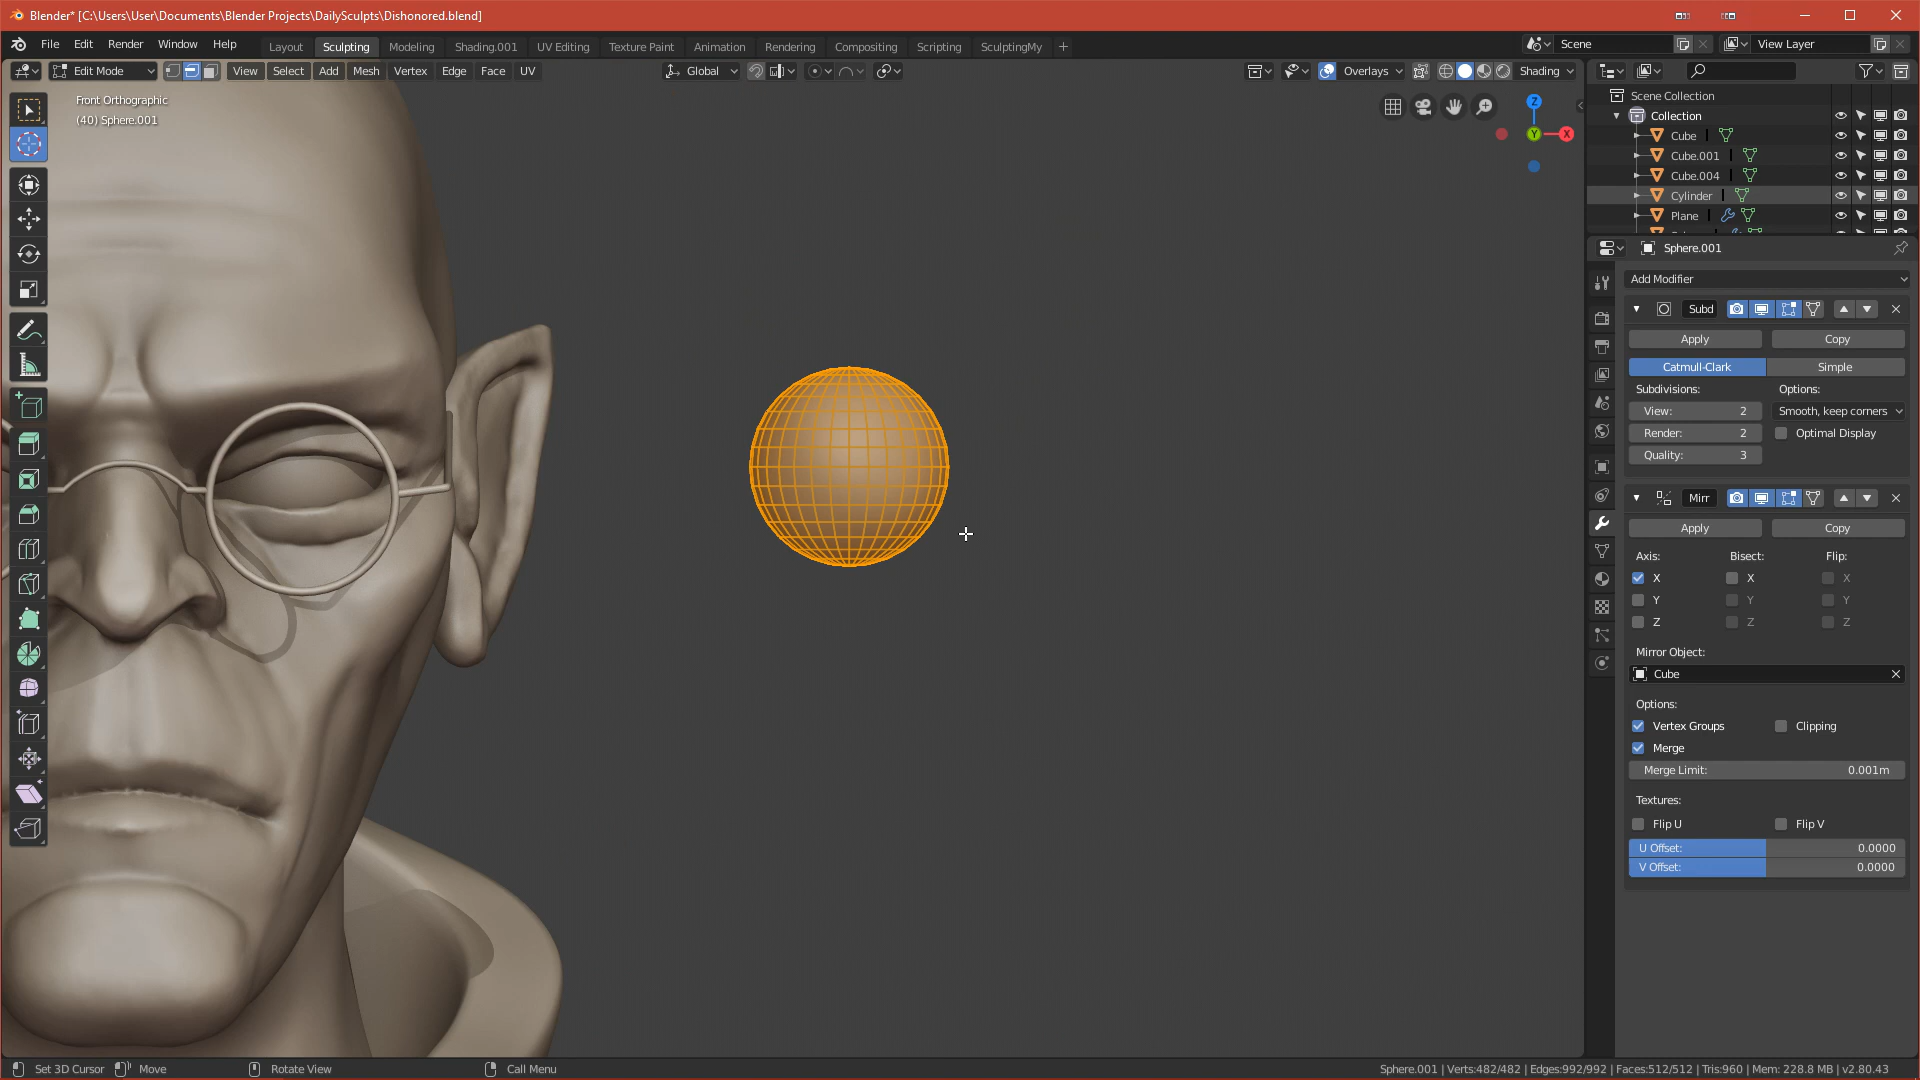 Blender* [C:\Users\User\Documents\Blender Projects\DailySculpts\Dishonored.blend]
File Edit Render Window Help Layout Sculpting Modeling Shading.001 UV Editing Texture Paint Animation Rendering Compositing Scripting SculptingMy + Scene View Layer
Edit Mode View Select Add Mesh Vertex Edge Face UV Global Overlays Shading
Front Orthographic
(40) Sphere.001
Z
Y
X
Scene Collection
Collection
Cube
Cube.001
Cube.004
Cylinder
Plane
Sphere.001
Add Modifier
Subd
Apply Copy
Catmull-Clark Simple
Subdivisions: Options:
View: 2 Smooth, keep corners
Render: 2 Optimal Display
Quality: 3
Mirr
Apply Copy
Axis: Bisect: Flip:
X X X
Y Y Y
Z Z Z
Mirror Object:
Cube
Options:
Vertex Groups Clipping
Merge
Merge Limit: 0.001m
Textures:
Flip U Flip V
U Offset: 0.0000
V Offset: 0.0000
Set 3D Cursor Move Rotate View Call Menu Sphere.001 | Verts:482/482 | Edges:992/992 | Faces:512/512 | Tris:960 | Mem: 228.8 MB | v2.80.43